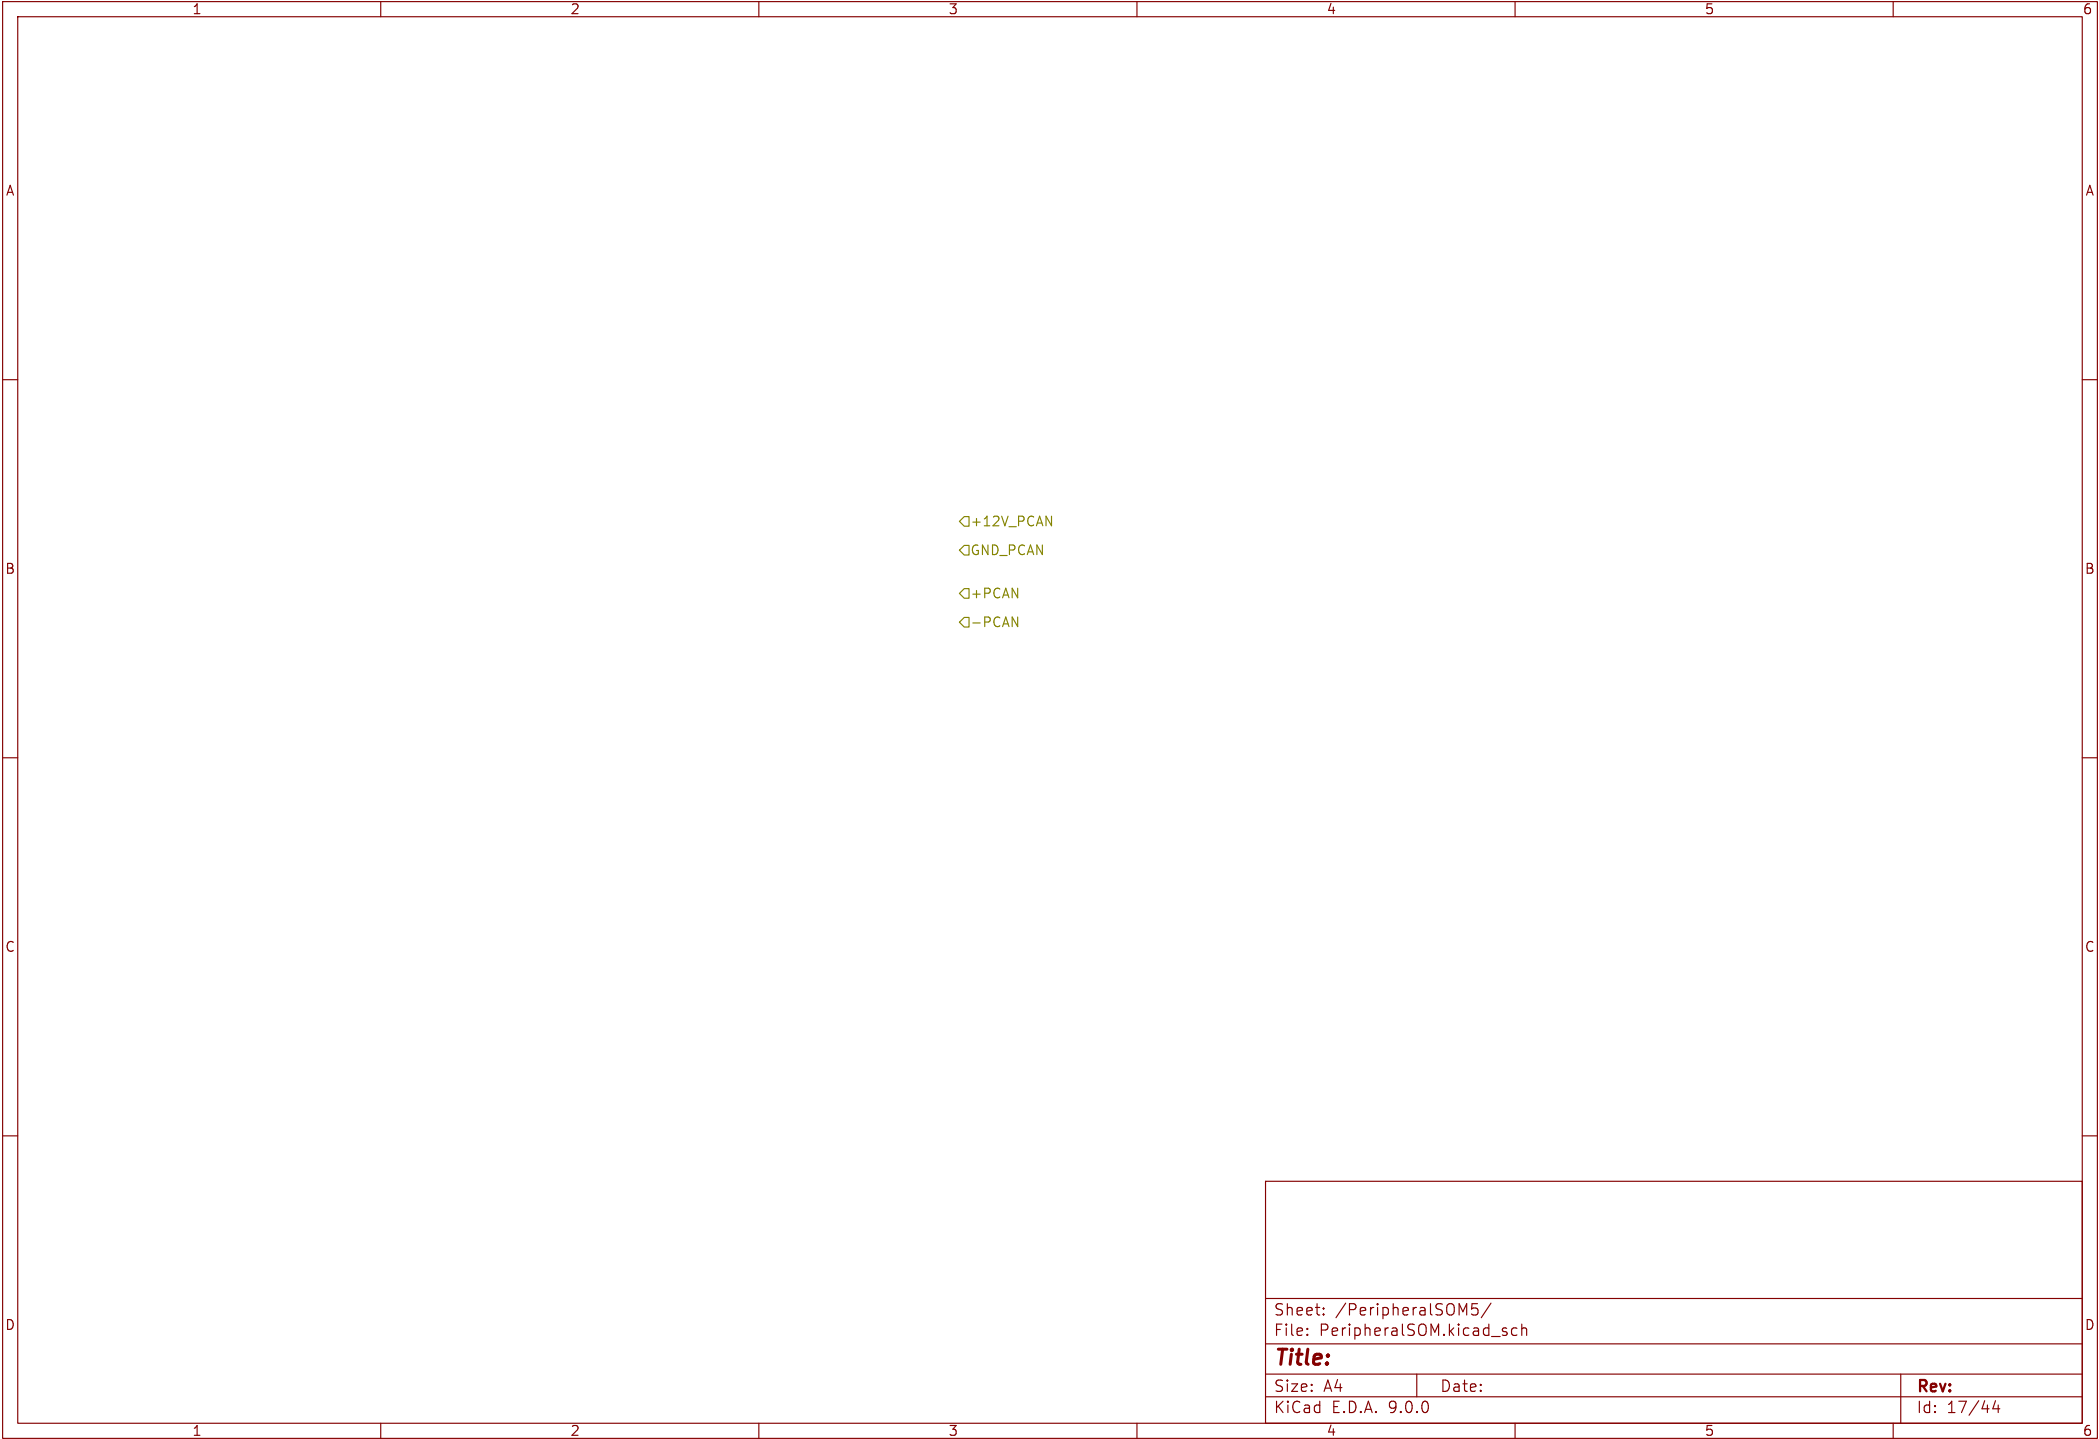 1 2 3 4 5 6
A A
+12V_PCAN
GND_PCAN
B B
+PCAN
-PCAN
C C
Sheet: /PeripheralSOM5/
D D
File: PeripheralSOM.kicad_sch
Title:
Size: A4 Date: Rev:
KiCad E.D.A. 9.0.0 Id: 17/44
1 2 3 4 5 6